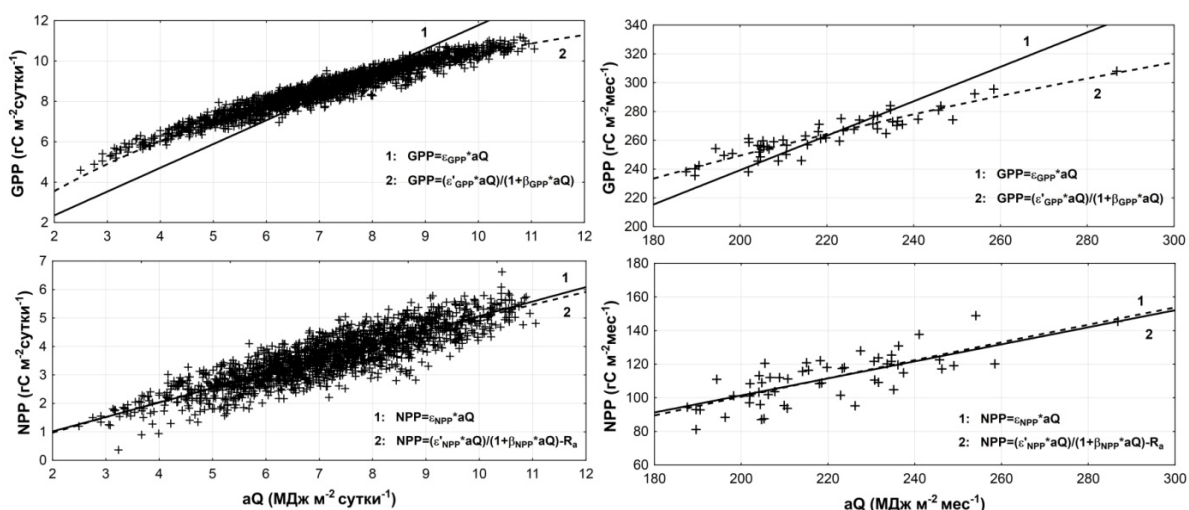 GPP (гС м⁻²сутки⁻¹)
12
10
8
6
4
2
2 3 4 5 6 7 8 9 10 11 12
1
2
1: GPP=εGPP*aQ
2: GPP=(ε'GPP*aQ)/(1+βGPP*aQ)
GPP (гС м⁻²мес⁻¹)
340
320
300
280
260
240
220
200
180 200 220 240 260 280 300
1
2
1: GPP=εGPP*aQ
2: GPP=(ε'GPP*aQ)/(1+βGPP*aQ)
NPP (гС м⁻²сутки⁻¹)
7
6
5
4
3
2
1
0
2 3 4 5 6 7 8 9 10 11 12
1
2
1: NPP=εNPP*aQ
2: NPP=(ε'NPP*aQ)/(1+βNPP*aQ)-Ra
aQ (МДж м⁻² сутки⁻¹)
NPP (гС м⁻²мес⁻¹)
180
160
140
120
100
80
60
180 200 220 240 260 280 300
1
2
1: NPP=εNPP*aQ
2: NPP=(ε'NPP*aQ)/(1+βNPP*aQ)-Ra
aQ (МДж м⁻² мес⁻¹)